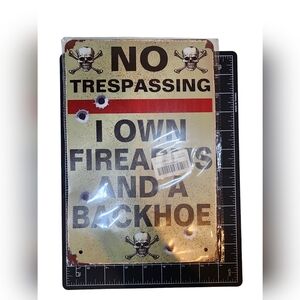 NO
TRESPASSING
I OWN
FIREARMS
AND A
BACKHOE